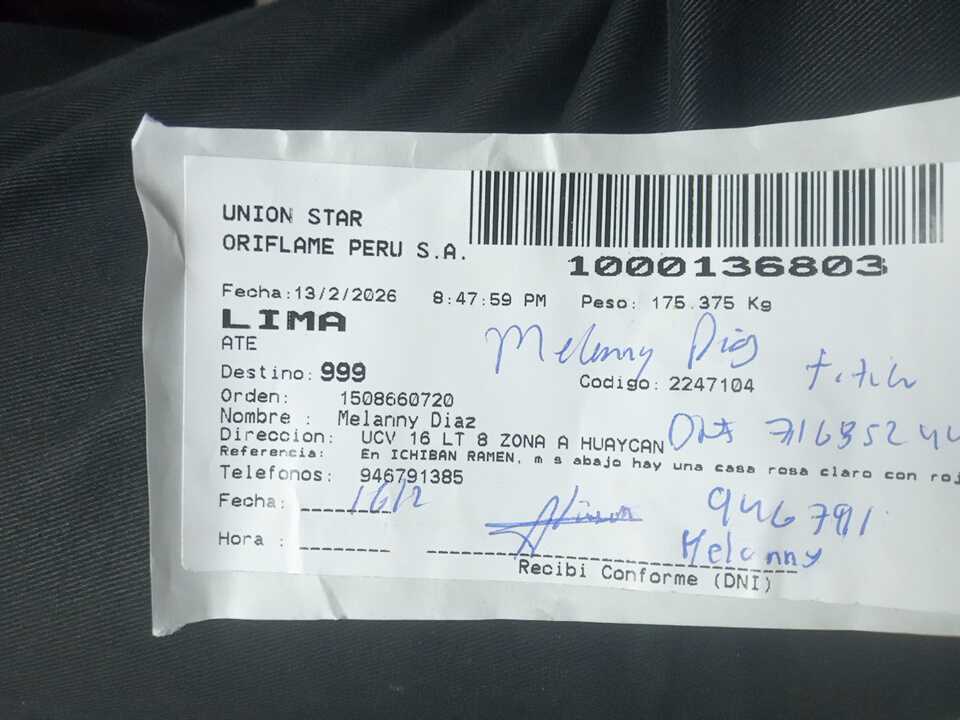 UNION STAR
ORIFLAME PERU S.A.
1000136803
Fecha:13/2/2026 8:47:59 PM Peso: 175.375 Kg
LIMA
ATE
Melanny Diaz
Destino: 999 Codigo: 2247104
Orden: 1508660720
Nombre : Melanny Diaz
Direccion: UCV 16 LT 8 ZONA A HUAYCAN
Referencia: En ICHIBAN RAMEN, m s abajo hay una casa rosa claro con
Telefonos: 946791385
Fecha: 16/2
946791
Hora :
Melanny
Recibi Conforme (DNI)